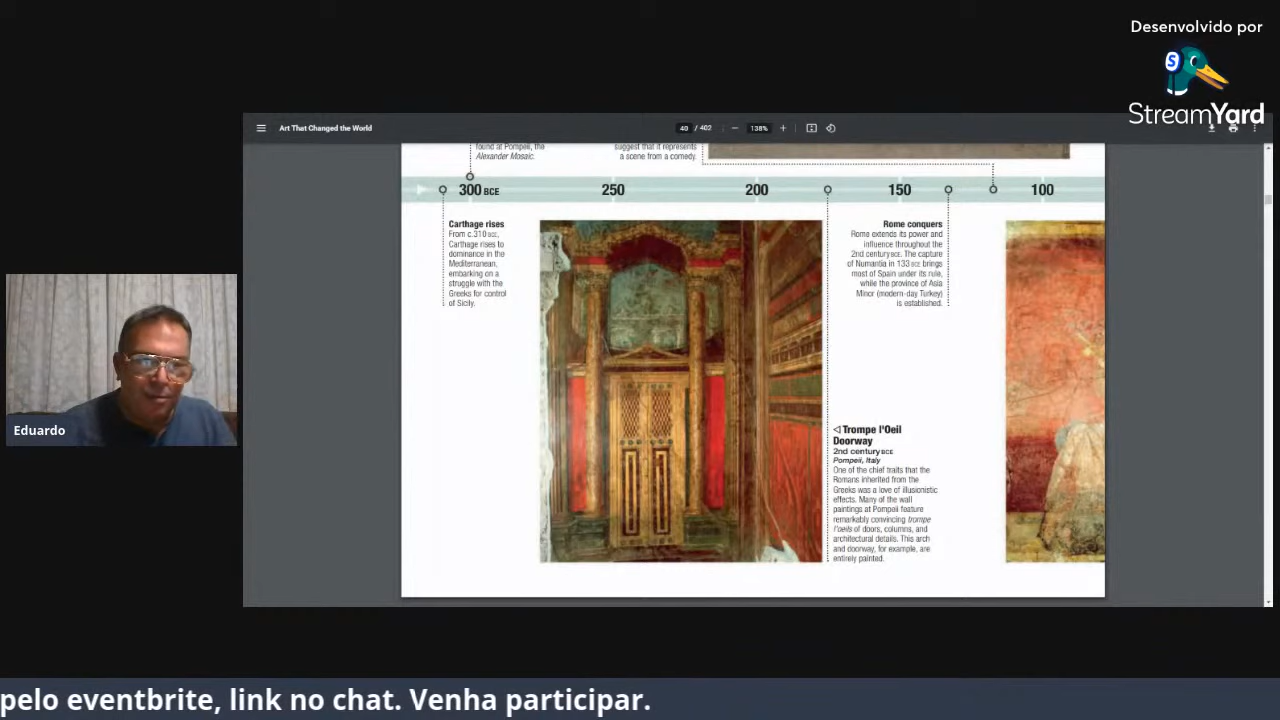 Desenvolvido por
S
StreamYard
Art That Changed the World
40 / 402
138%
found at Pompeii, the
Alexander Mosaic.
suggest that it represents
a scene from a comedy.
300 BCE
250
200
150
100
Carthage rises
From c.310 BCE,
Carthage rises to
dominance in the
Mediterranean,
embarking on a
struggle with the
Greeks for control
of Sicily.
Rome conquers
Rome extends its power and
influence throughout the
2nd century BCE. The capture
of Numantia in 133 BCE brings
most of Spain under its rule,
while the province of Asia
Minor (modern-day Turkey)
is established.
Trompe l'Oeil
Doorway
2nd century BCE
Pompeii, Italy
One of the chief traits that the
Romans inherited from the
Greeks was a love of illusionistic
effects. Many of the wall
paintings at Pompeii feature
remarkably convincing trompe
l'oeils of doors, columns, and
architectural details. This arch
and doorway, for example, are
entirely painted.
Eduardo
pelo eventbrite, link no chat. Venha participar.